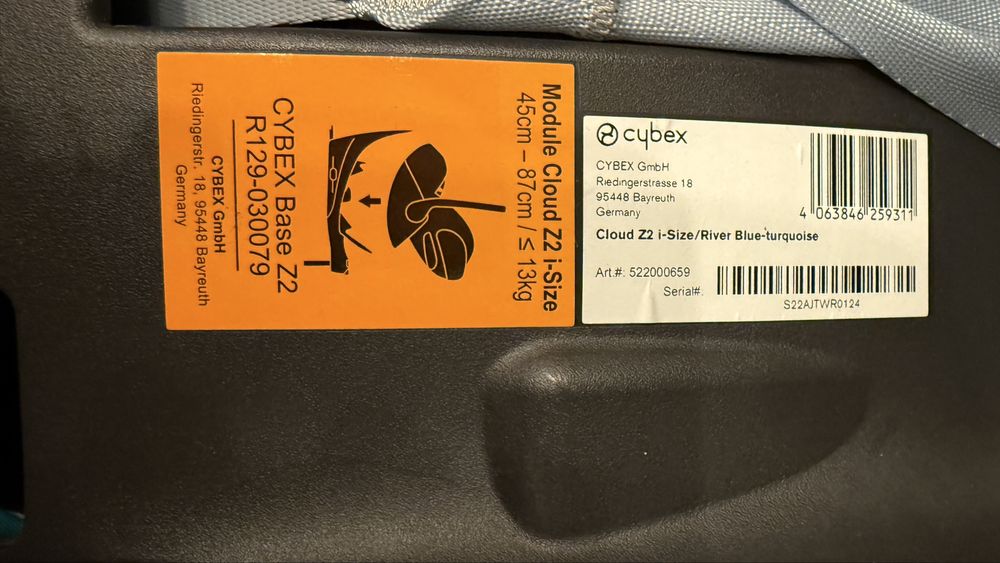 Module Cloud Z2 i-Size
45cm – 87cm / ≤ 13kg
CYBEX Base Z2
R129-030079
CYBEX GmbH
Riedingerstr. 18, 95448 Bayreuth
Germany
cybex
CYBEX GmbH
Riedingerstrasse 18
95448 Bayreuth
Germany
4 063846 259311
Cloud Z2 i-Size/River Blue-turquoise
Art.#: 522000659
Serial#:
S22AJTWR0124